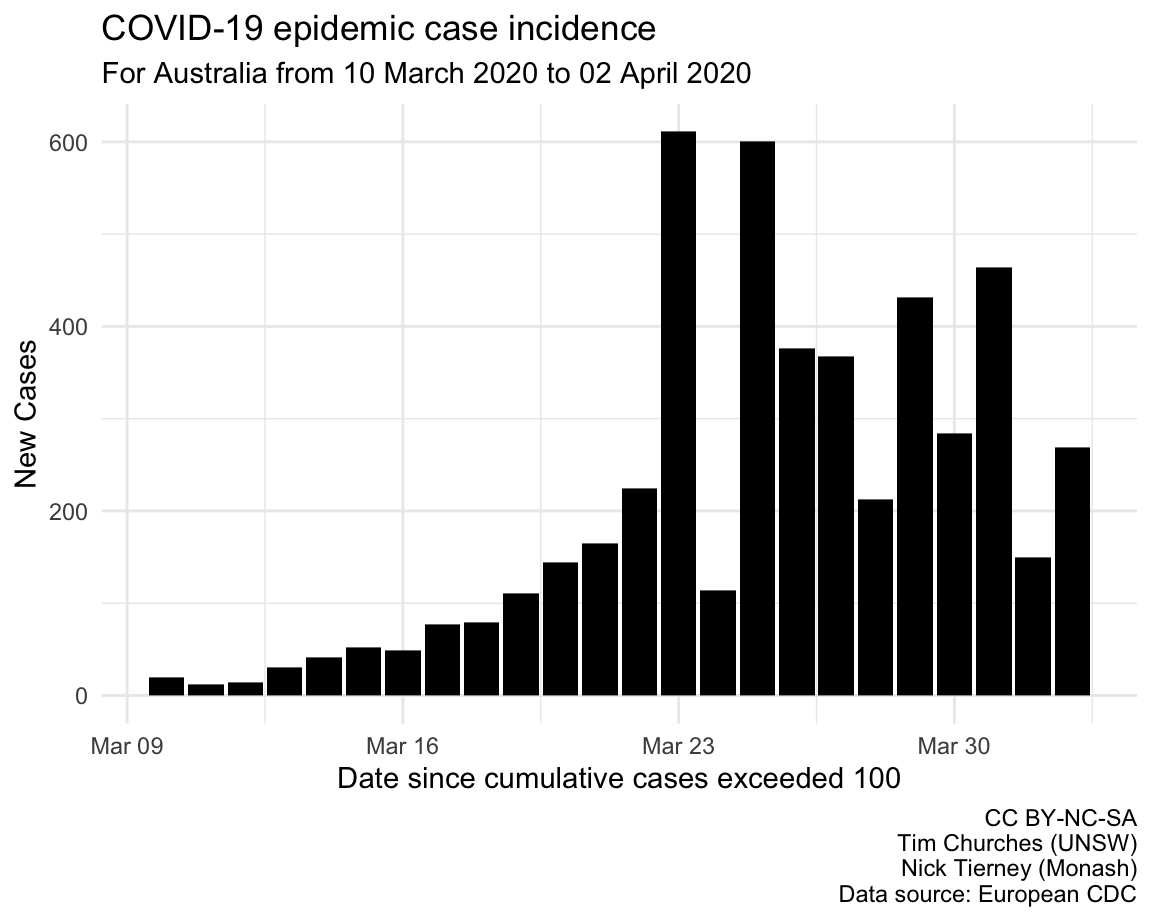 COVID-19 epidemic case incidence
For Australia from 10 March 2020 to 02 April 2020
600
400
200
0
New Cases
Mar 09 Mar 16 Mar 23 Mar 30
Date since cumulative cases exceeded 100
CC BY-NC-SA
Tim Churches (UNSW)
Nick Tierney (Monash)
Data source: European CDC